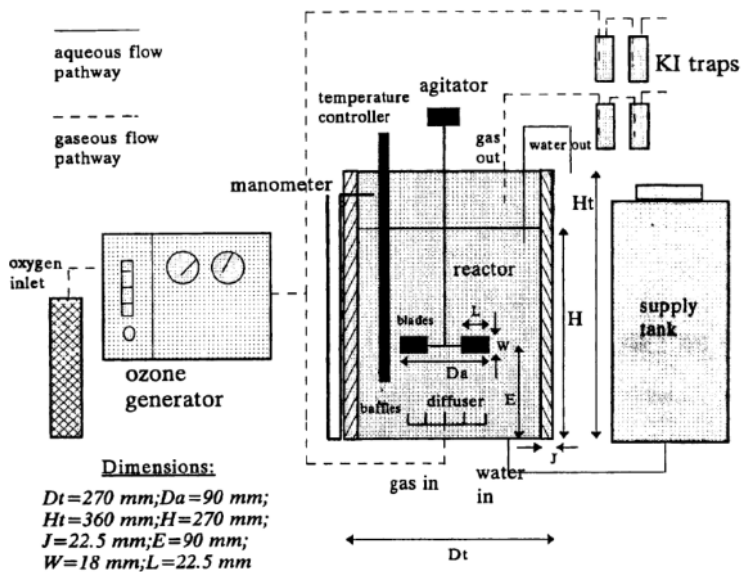 aqueous flow
pathway
gaseous flow
pathway
temperature
controller
agitator
KI traps
gas
out
water out
manometer
Ht
oxygen
inlet
reactor
H
supply
tank
blades
L
W
Da
E
ozone
generator
baffles
diffuser
J
gas in
water
in
Dt
Dimensions:
Dt=270 mm;Da=90 mm;
Ht=360 mm;H=270 mm;
J=22.5 mm;E=90 mm;
W=18 mm;L=22.5 mm